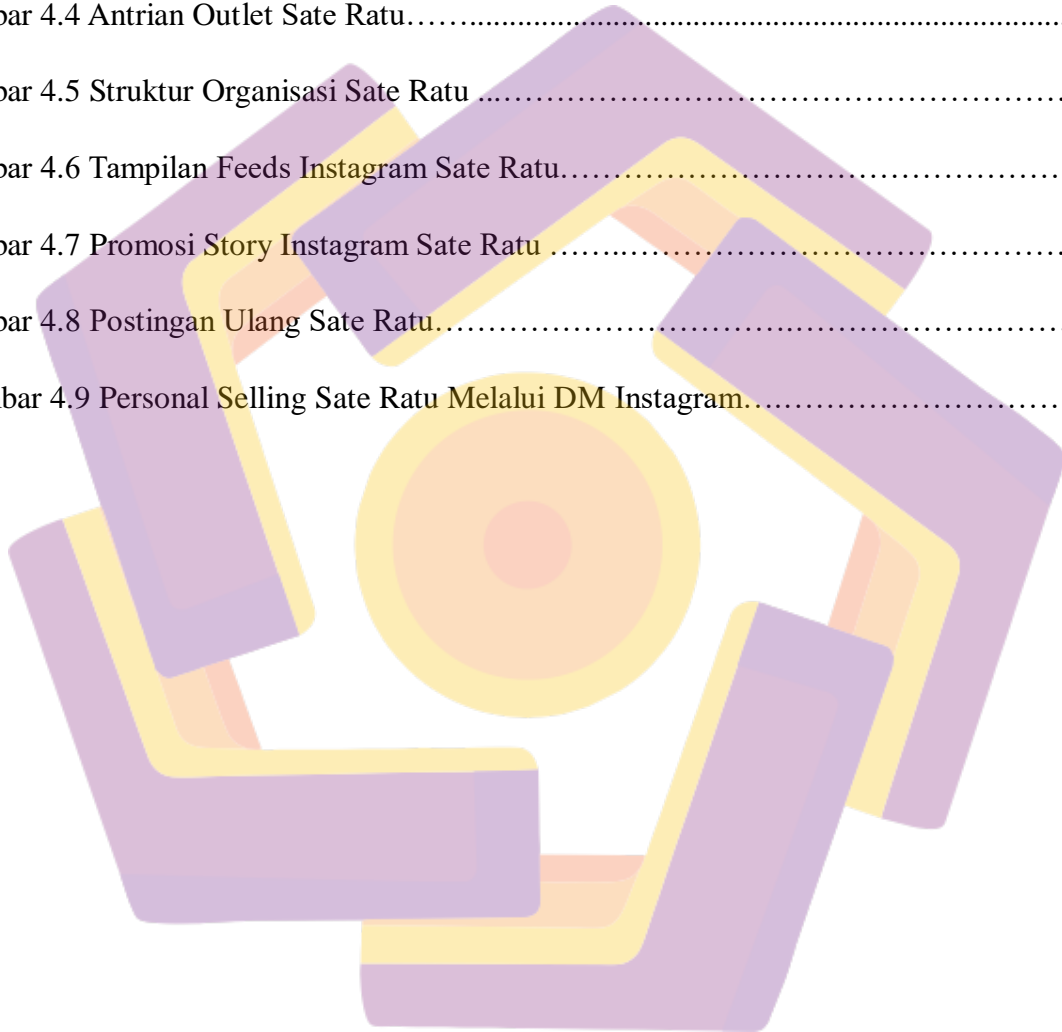 bar 4.4 Antrian Outlet Sate Ratu…….................................................................................
bar 4.5 Struktur Organisasi Sate Ratu ...……………………………………………………
bar 4.6 Tampilan Feeds Instagram Sate Ratu.………………………………………………
bar 4.7 Promosi Story Instagram Sate Ratu ……..…………………………………………
bar 4.8 Postingan Ulang Sate Ratu.…………………………………………………….……
nbar 4.9 Personal Selling Sate Ratu Melalui DM Instagram.………………………………